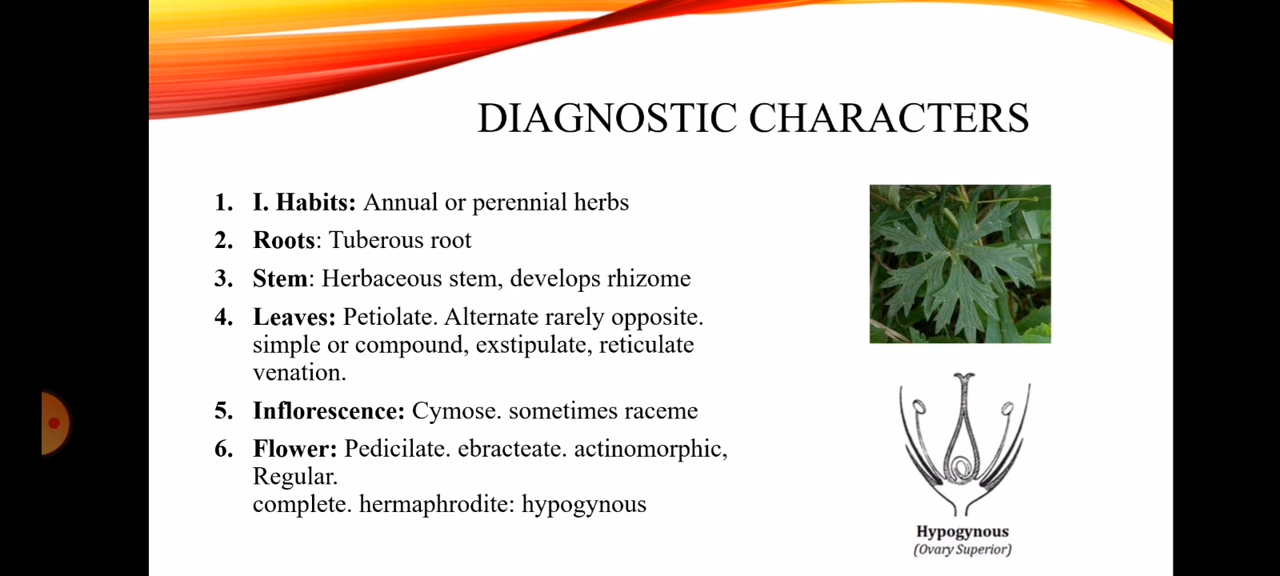 DIAGNOSTIC CHARACTERS
1. I. Habits: Annual or perennial herbs
2. Roots: Tuberous root
3. Stem: Herbaceous stem, develops rhizome
4. Leaves: Petiolate. Alternate rarely opposite.
simple or compound, exstipulate, reticulate
venation.
5. Inflorescence: Cymose. sometimes raceme
6. Flower: Pedicilate. ebracteate. actinomorphic,
Regular.
complete. hermaphrodite: hypogynous
Hypogynous
(Ovary Superior)